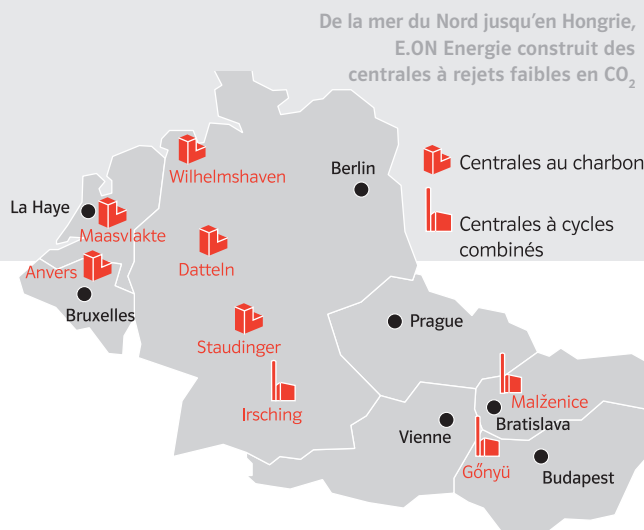 De la mer du Nord jusqu'en Hongrie,
E.ON Energie construit des
centrales à rejets faibles en CO₂
Wilhelmshaven
Berlin
Centrales au charbon
La Haye
Maasvlakte
Centrales à cycles
combinés
Anvers
Datteln
Bruxelles
Prague
Staudinger
Irsching
Malženice
Bratislava
Vienne
Gőnyü
Budapest